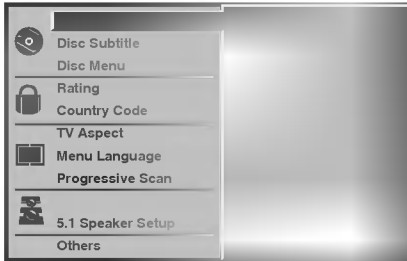 Disc Subtitle
Disc Menu
Rating
Country Code
TV Aspect
Menu Language
Progressive Scan
5.1 Speaker Setup
Others